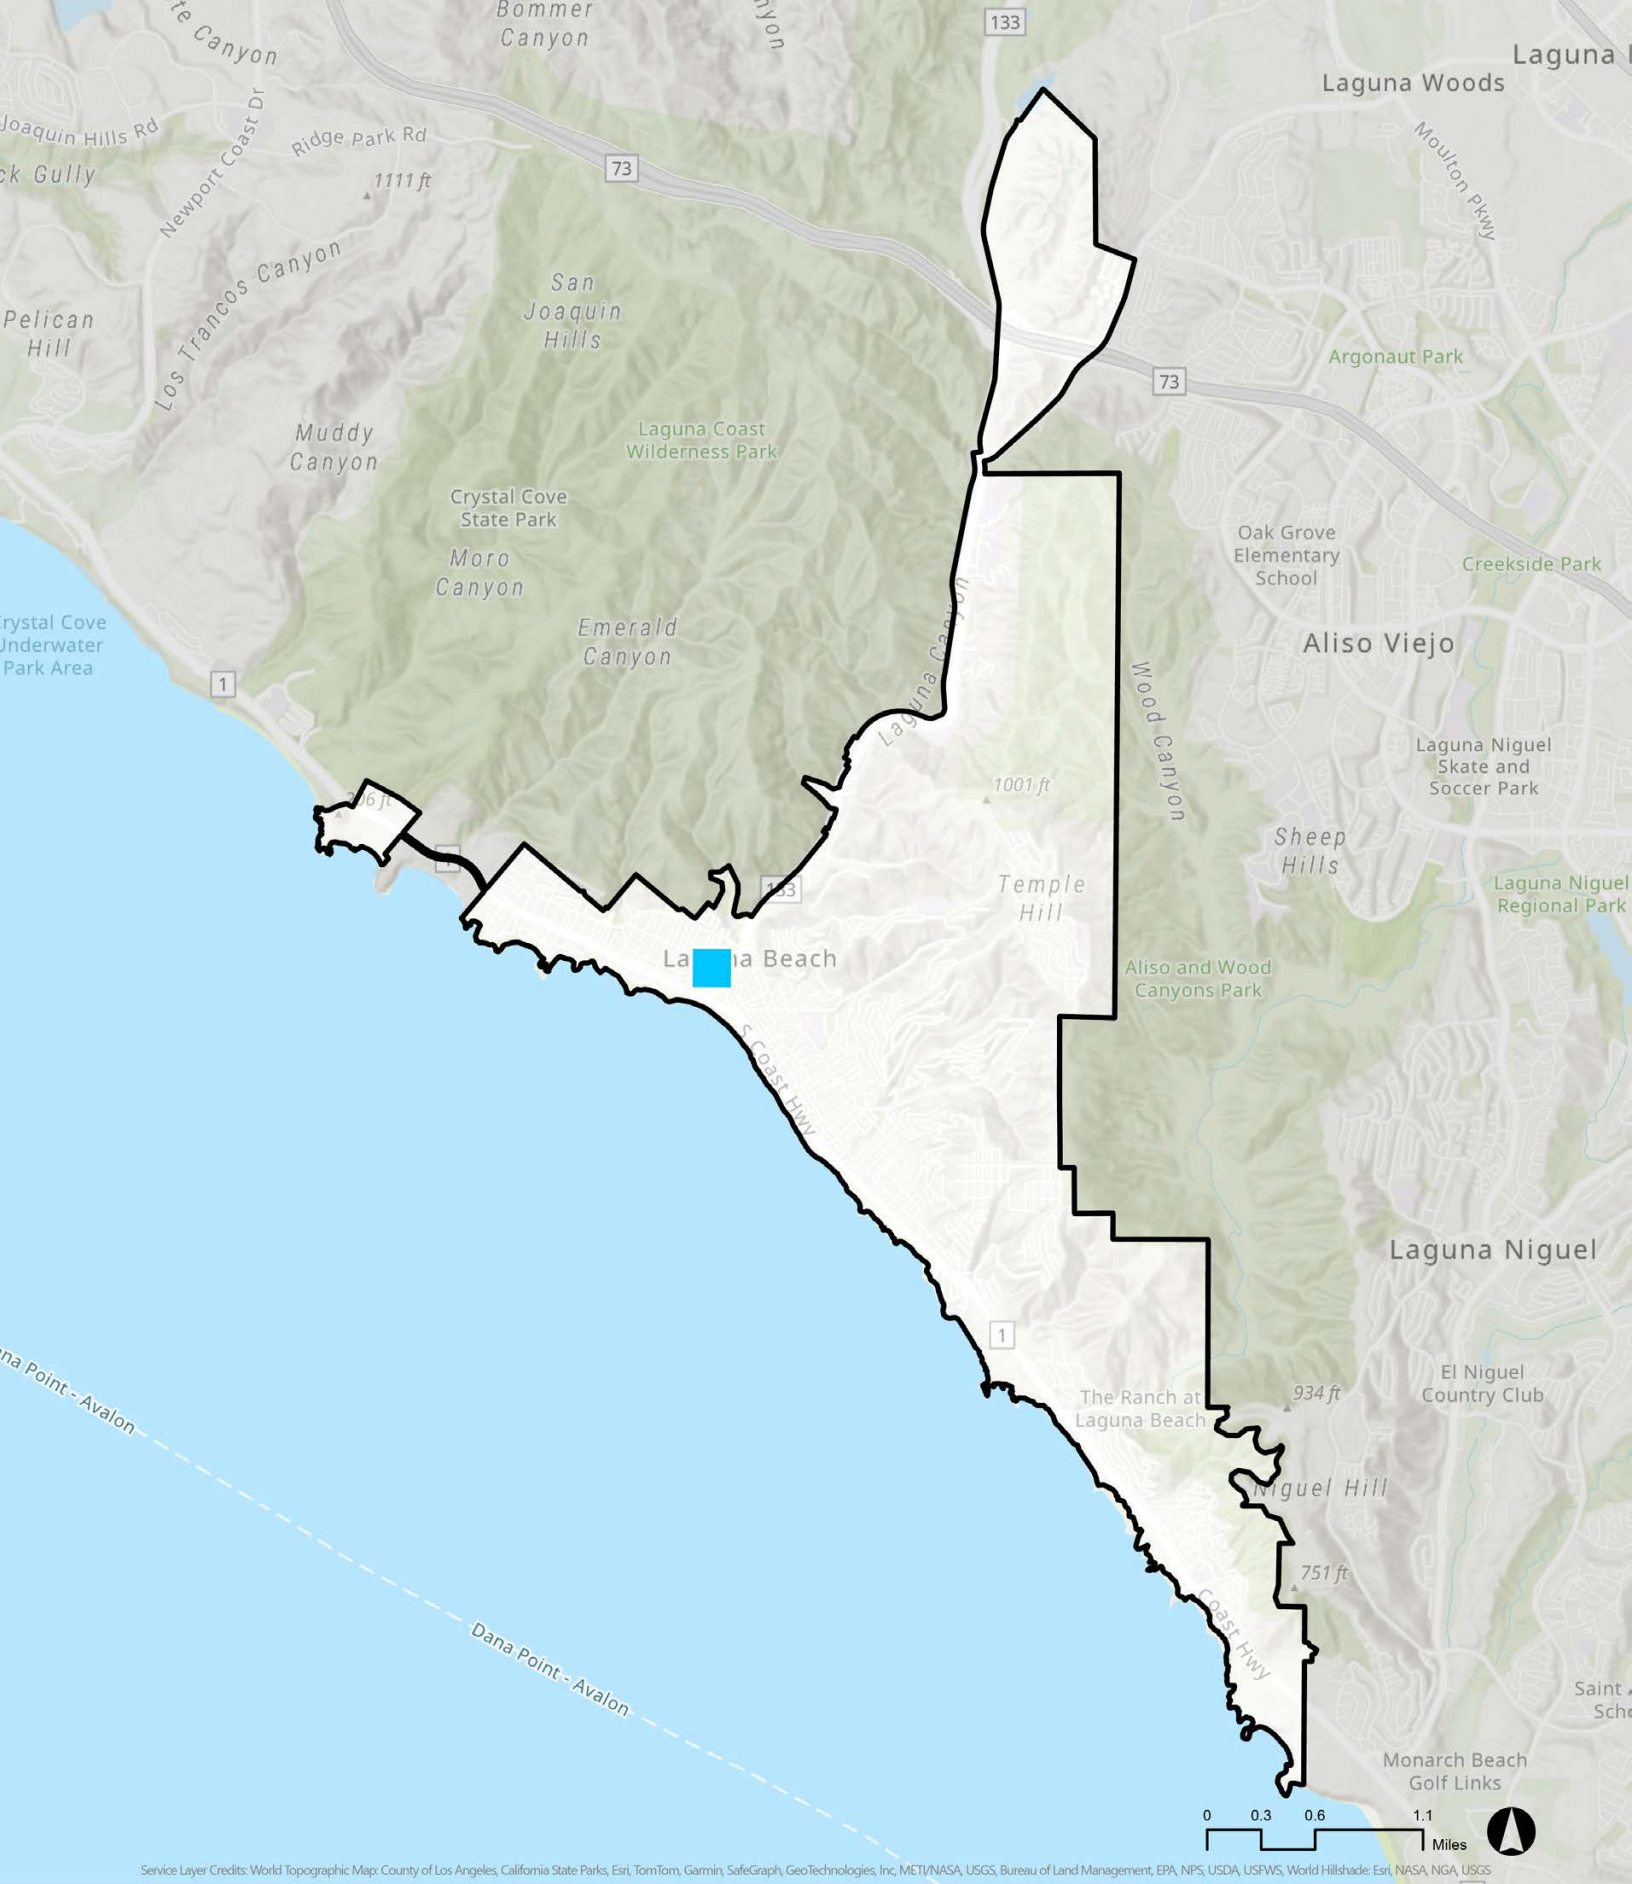 Bommer
Canyon
133
Laguna
Laguna Woods
Canyon
Joaquin Hills Rd
Ridge Park Rd
Newport Coast Dr
Moulton Pkwy
73
1111 ft
Los Trancos Canyon
San
Joaquin
Hills
Pelican
Hill
Argonaut Park
73
Muddy
Canyon
Laguna Coast
Wilderness Park
Crystal Cove
State Park
Oak Grove
Elementary
School
Moro
Canyon
Creekside Park
Underwater
Park Area
Emerald
Canyon
Laguna Canyon
Aliso Viejo
Wood Canyon
1
Laguna Niguel
Skate and
Soccer Park
1001 ft
Sheep
Hills
133
Temple
Hill
Laguna Niguel
Regional Park
Beach
Aliso and Wood
Canyons Park
S Coast Hwy
Laguna Niguel
1
Dana Point - Avalon
El Niguel
Country Club
The Ranch at
Laguna Beach
934 ft
Niguel Hill
751 ft
Coast Hwy
Dana Point - Avalon
Saint
Monarch Beach
Golf Links
0 0.3 0.6 1.1
Miles
Service Layer Credits: World Topographic Map: County of Los Angeles, California State Parks, Esri, TomTom, Garmin, SafeGraph, GeoTechnologies, Inc, METI/NASA, USGS, Bureau of Land Management, EPA, NPS, USDA, USFWS, World Hillshade: Esri, NASA, NGA, USGS